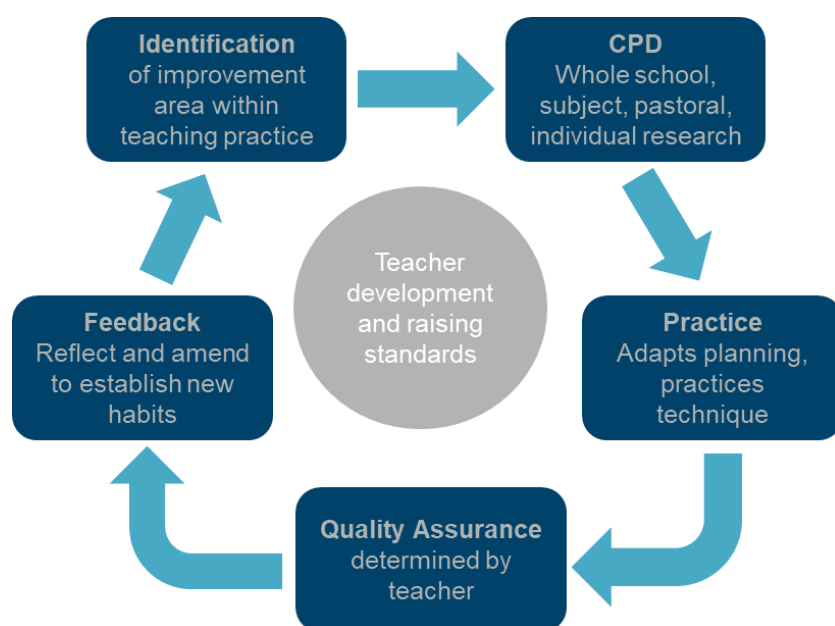 Identification
of improvement
area within
teaching practice
CPD
Whole school,
subject, pastoral,
individual research
Practice
Adapts planning,
practices
technique
Quality Assurance
determined by
teacher
Feedback
Reflect and amend
to establish new
habits
Teacher
development
and raising
standards